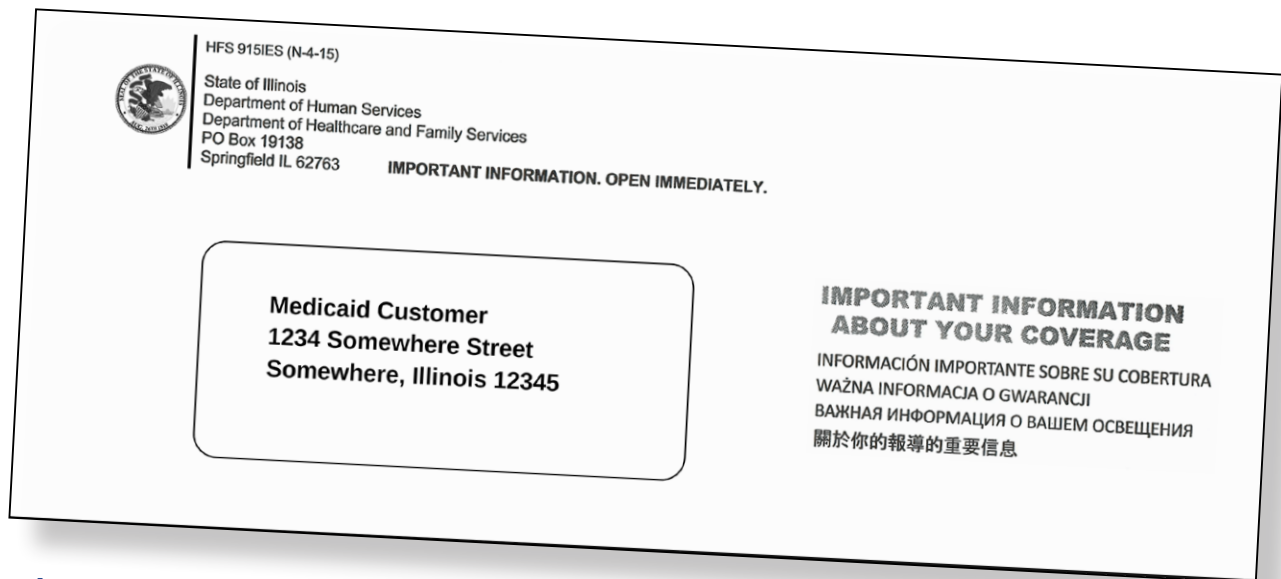 HFS 915IES (N-4-15)
State of Illinois
Department of Human Services
Department of Healthcare and Family Services
PO Box 19138
Springfield IL 62763
IMPORTANT INFORMATION. OPEN IMMEDIATELY.
Medicaid Customer
1234 Somewhere Street
Somewhere, Illinois 12345
IMPORTANT INFORMATION
ABOUT YOUR COVERAGE
INFORMACIÓN IMPORTANTE SOBRE SU COBERTURA
WAŻNA INFORMACJA O GWARANCJI
ВАЖНАЯ ИНФОРМАЦИЯ О ВАШЕМ ОСВЕЩЕНИЯ
關於你的報導的重要信息